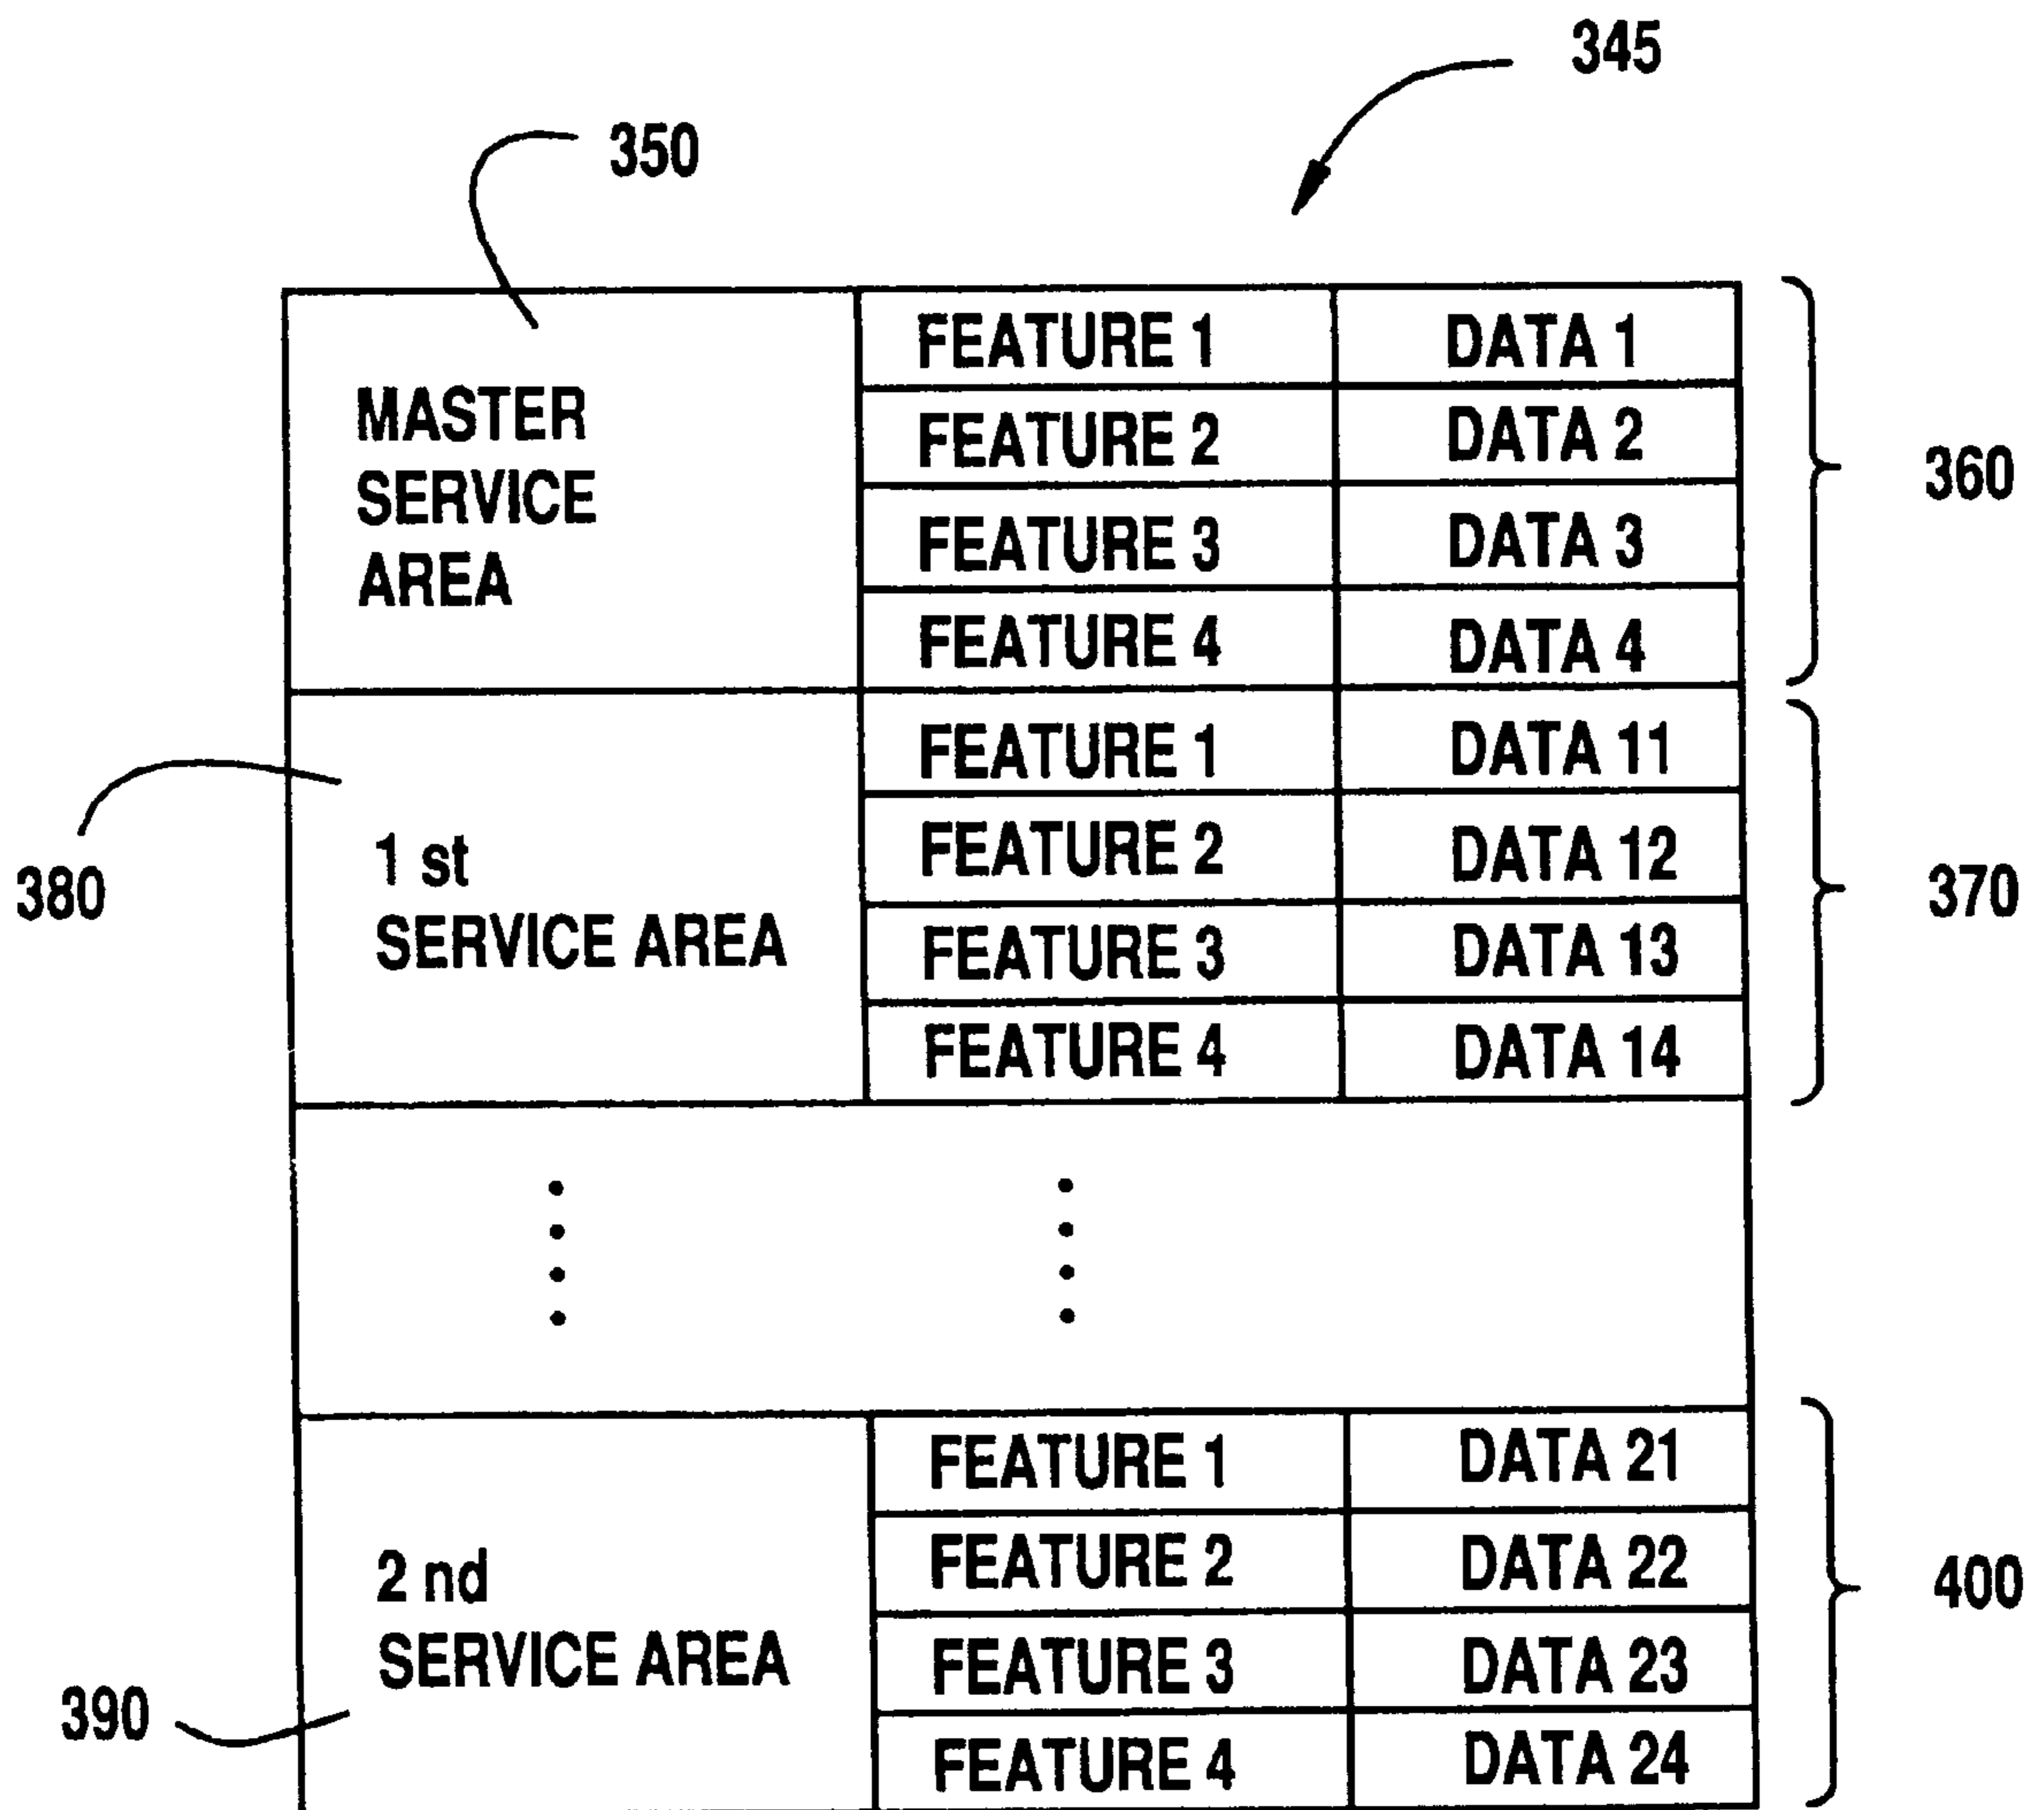 345
350
MASTER
SERVICE
AREA
FEATURE 1 DATA 1
FEATURE 2 DATA 2
FEATURE 3 DATA 3
FEATURE 4 DATA 4
360
380
1 st
SERVICE AREA
FEATURE 1 DATA 11
FEATURE 2 DATA 12
FEATURE 3 DATA 13
FEATURE 4 DATA 14
370
390
2 nd
SERVICE AREA
FEATURE 1 DATA 21
FEATURE 2 DATA 22
FEATURE 3 DATA 23
FEATURE 4 DATA 24
400